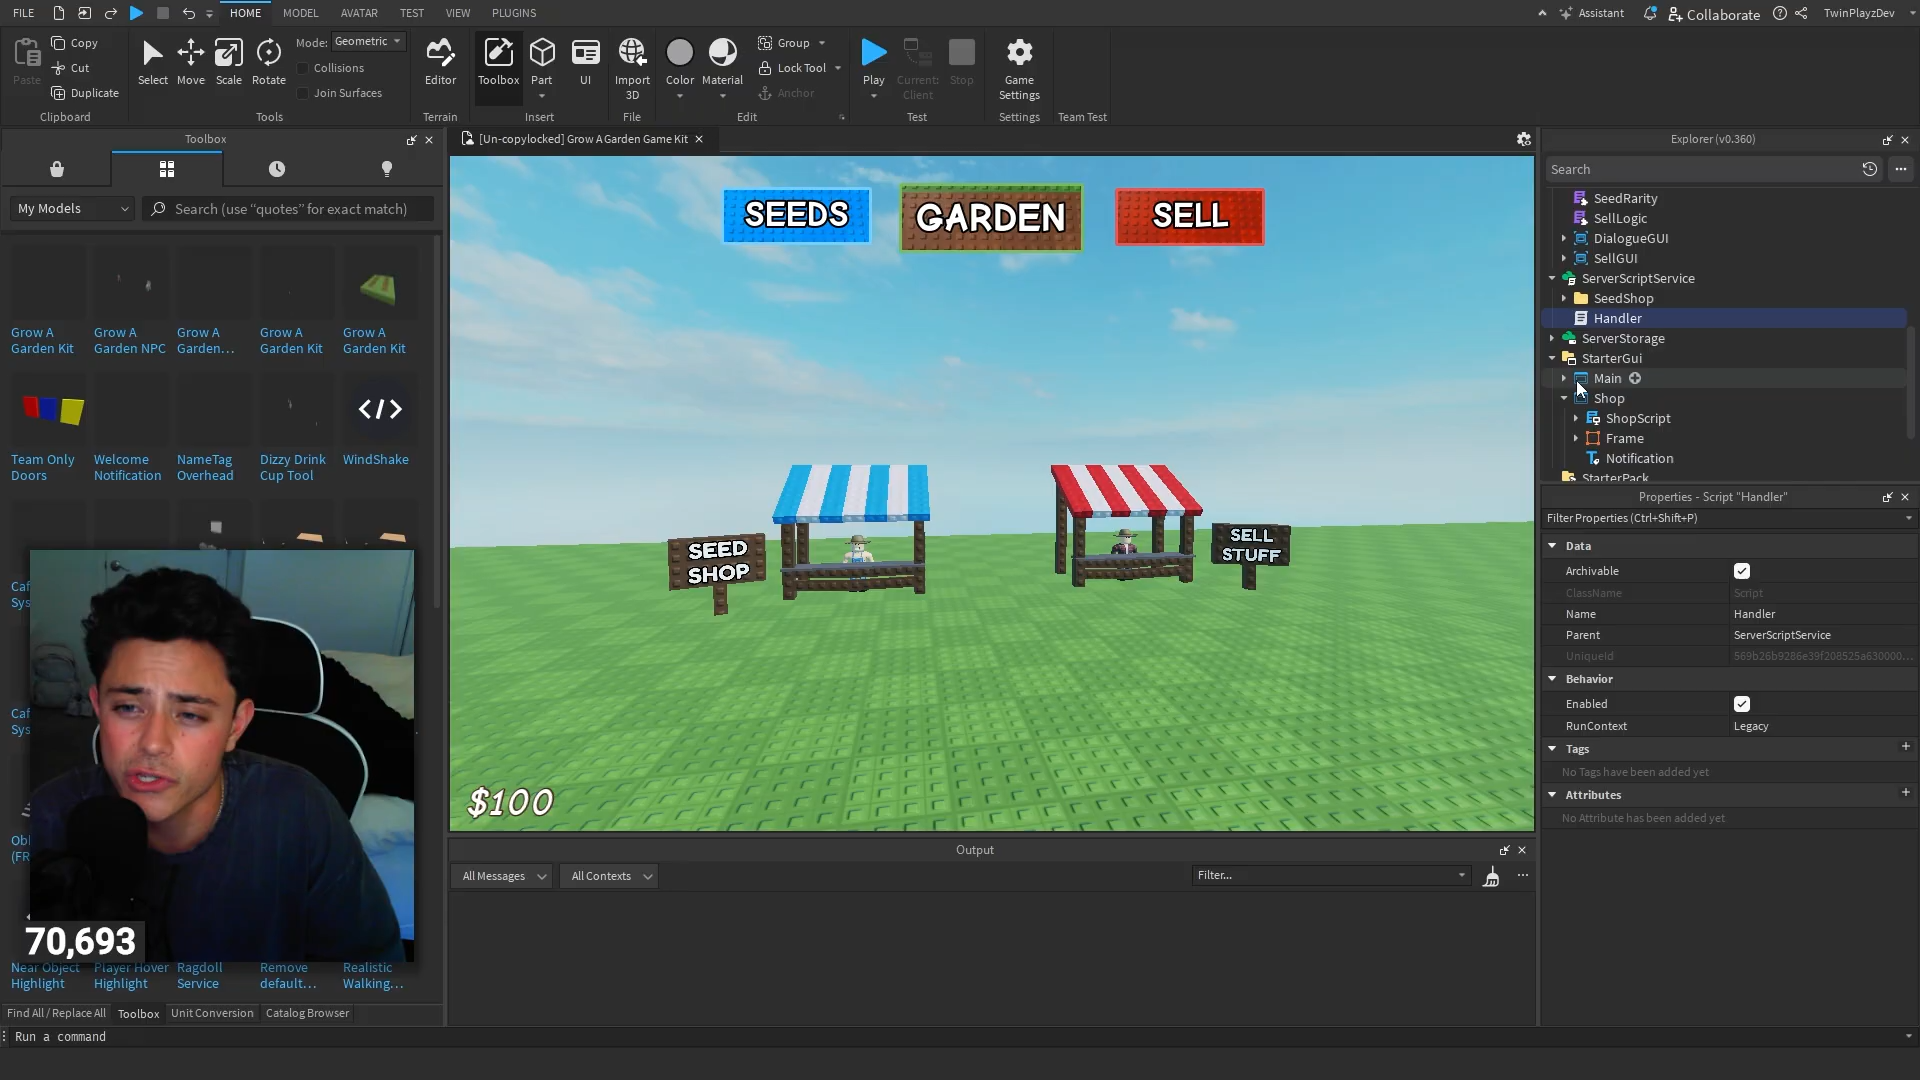 FILE
HOME
MODEL
AVATAR
TEST
VIEW
PLUGINS
Assistant
Collaborate
TwinPlayzDev
Paste
Copy
Cut
Duplicate
Clipboard
Select
Move
Scale
Rotate
Mode:
Geometric
Collisions
Join Surfaces
Tools
Editor
Terrain
Toolbox
Part
UI
Insert
Import
3D
File
Color
Material
Group
Lock Tool
Anchor
Edit
Play
Current:
Client
Stop
Test
Game
Settings
Settings
Team Test
Toolbox
My Models
Search (use “quotes” for exact match)
Grow A
Garden Kit
Grow A
Garden NPC
Grow A
Garden...
Grow A
Garden Kit
Grow A
Garden Kit
Team Only
Doors
Welcome
Notification
NameTag
Overhead
Dizzy Drink
Cup Tool
WindShake
Caf
Sys
Caf
Sys
Obl
(FR
70,693
Near Object
Highlight
Player Hover
Highlight
Ragdoll
Service
Remove
default...
Realistic
Walking...
Find All / Replace All
Toolbox
Unit Conversion
Catalog Browser
Run a command
[Un-copylocked] Grow A Garden Game Kit
SEEDS
GARDEN
SELL
SEED
SHOP
SELL
STUFF
$100
Output
All Messages
All Contexts
Filter...
Explorer (v0.360)
Search
SeedRarity
SellLogic
DialogueGUI
SellGUI
ServerScriptService
SeedShop
Handler
ServerStorage
StarterGui
Main
Shop
ShopScript
Frame
Notification
StarterPack
Properties - Script "Handler"
Filter Properties (Ctrl+Shift+P)
Data
Archivable
ClassName
Script
Name
Handler
Parent
ServerScriptService
UniqueId
569b26b9286e39f208525a630000...
Behavior
Enabled
RunContext
Legacy
Tags
No Tags have been added yet
Attributes
No Attribute has been added yet